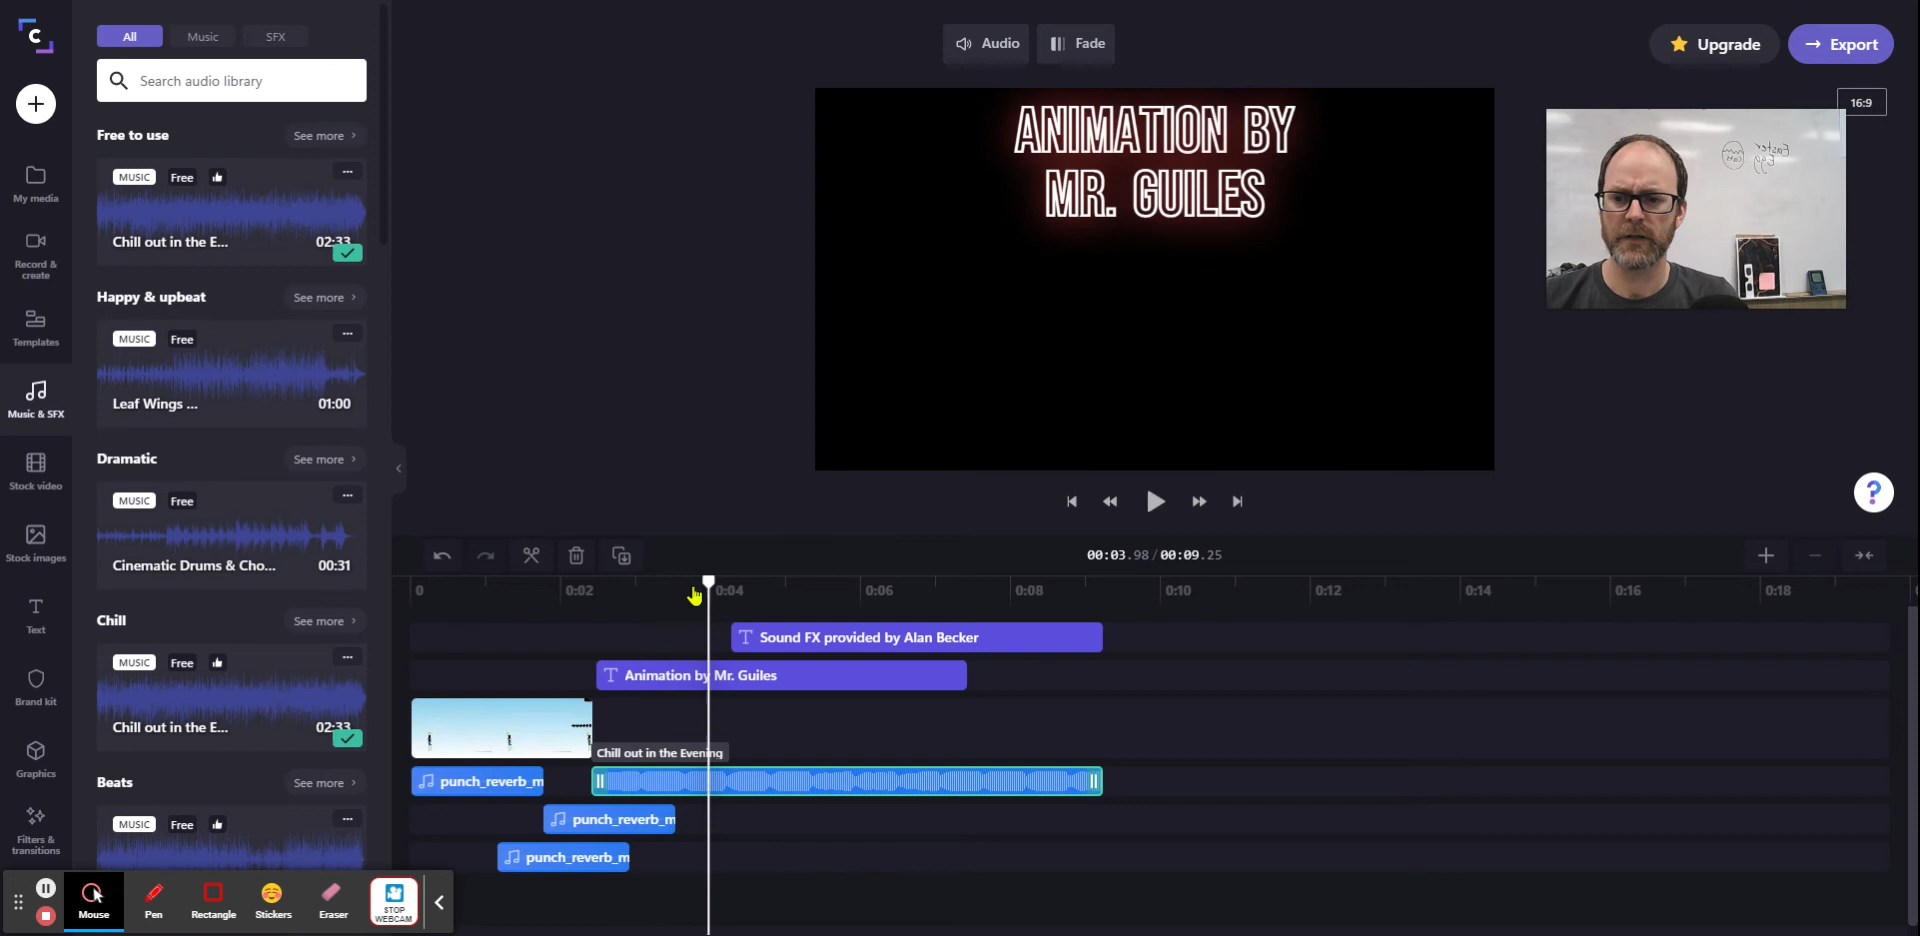 All
Music
SFX
Search audio library
Free to use
See more
MUSIC
Free
Chill out in the E...
02:33
Happy & upbeat
See more
MUSIC
Free
Leaf Wings ...
01:00
Dramatic
See more
MUSIC
Free
Cinematic Drums & Cho...
00:31
Chill
See more
MUSIC
Free
Chill out in the E...
02:33
Beats
See more
MUSIC
Free
C
My media
Record &
create
Templates
Music & SFX
Stock video
Stock images
Text
Brand kit
Graphics
Filters &
transitions
Audio
Fade
Upgrade
Export
16:9
ANIMATION BY
MR. GUILES
Easter
Egg
?
00:03.98/00:09.25
0
0:02
0:04
0:06
0:08
0:10
0:12
0:14
0:16
0:18
Sound FX provided by Alan Becker
Animation by Mr. Guiles
Chill out in the Evening
punch_reverb_m
punch_reverb_m
punch_reverb_m
Mouse
Pen
Rectangle
Stickers
Eraser
STOP
WEBCAM